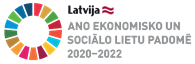 Latvija
ANO EKONOMISKO UN
SOCIĀLO LIETU PADOMĒ
2020–2022